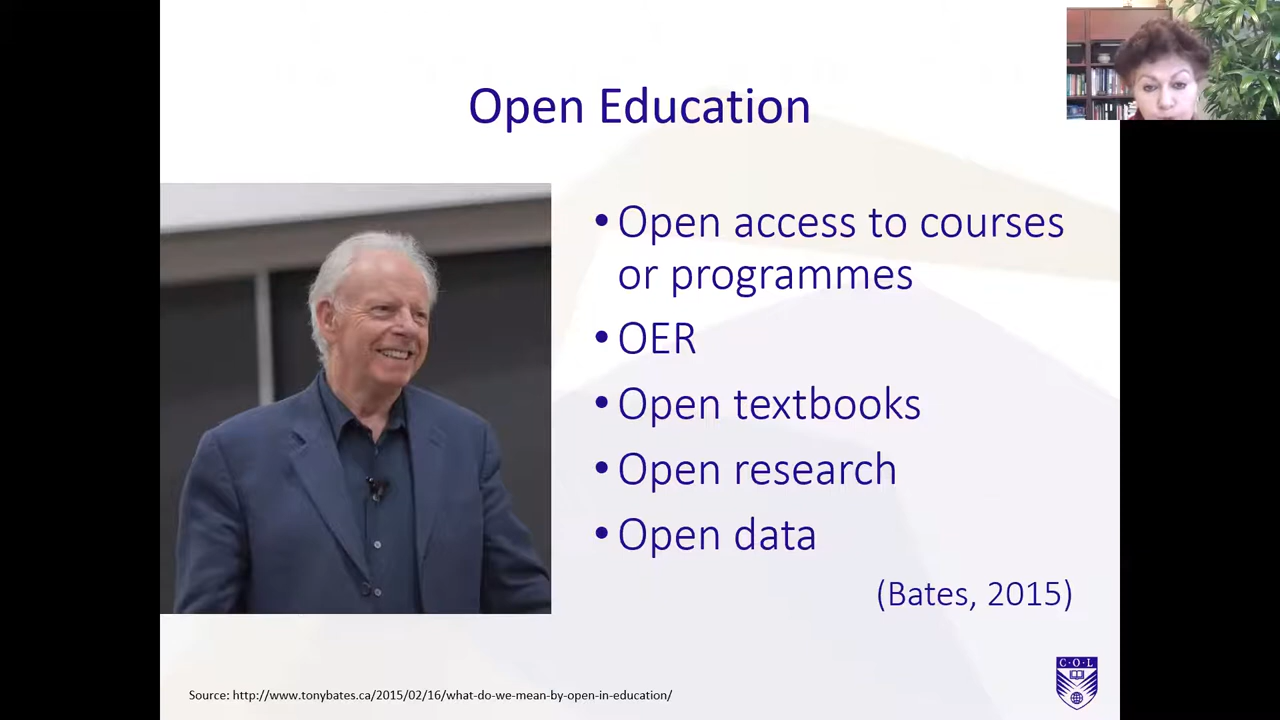 Open Education
• Open access to courses
or programmes
• OER
• Open textbooks
• Open research
• Open data
(Bates, 2015)
Source: http://www.tonybates.ca/2015/02/16/what-do-we-mean-by-open-in-education/
C·O·L